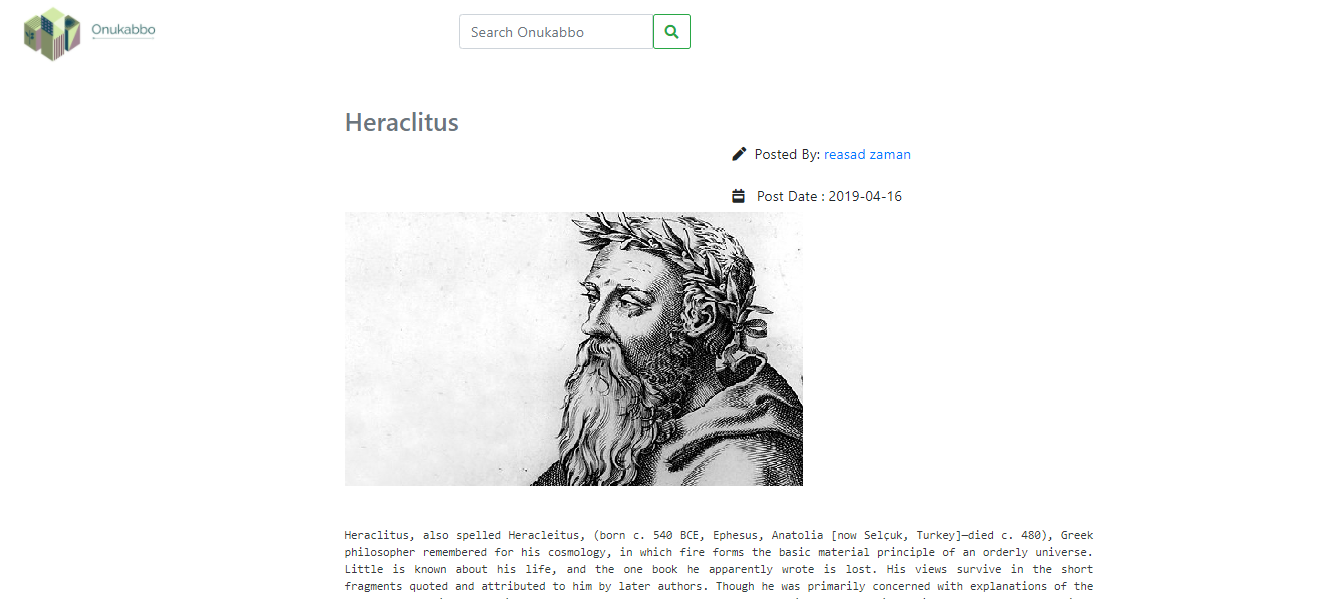 Onukabbo
Search Onukabbo
Heraclitus
Posted By: reasad zaman
Post Date : 2019-04-16
Heraclitus, also spelled Heracleitus, (born c. 540 BCE, Ephesus, Anatolia [now Selçuk, Turkey]—died c. 480), Greek
philosopher remembered for his cosmology, in which fire forms the basic material principle of an orderly universe.
Little is known about his life, and the one book he apparently wrote is lost. His views survive in the short
fragments quoted and attributed to him by later authors. Though he was primarily concerned with explanations of the